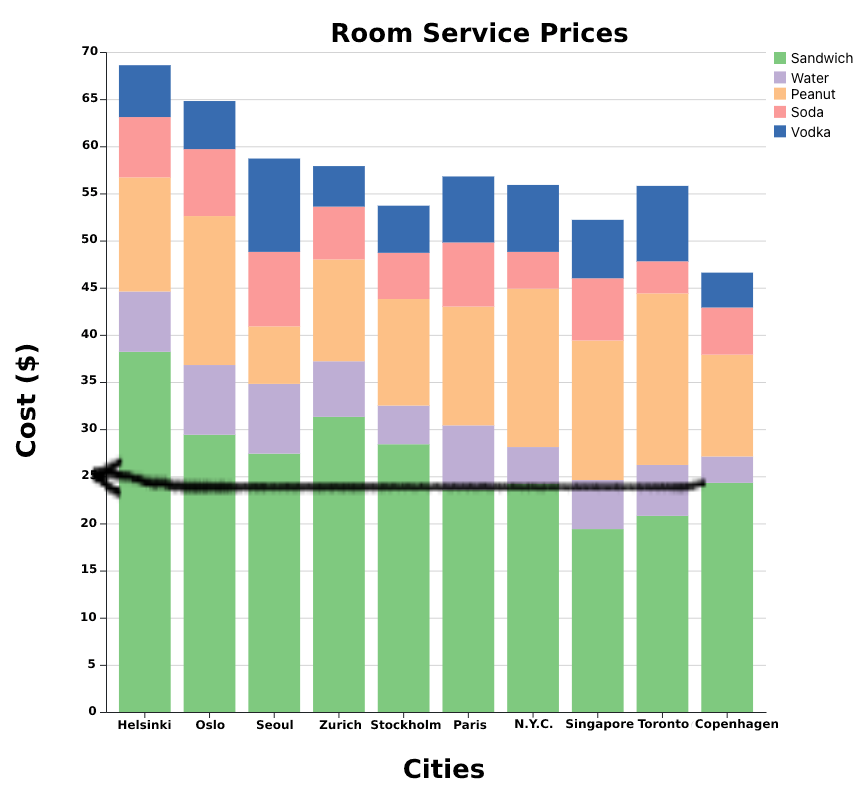 Room Service Prices
70
65
60
55
50
45
40
35
30
25
20
15
10
5
0
Cost ($)
Helsinki Oslo Seoul Zurich Stockholm Paris N.Y.C. Singapore Toronto Copenhagen
Cities
Sandwich
Water
Peanut
Soda
Vodka